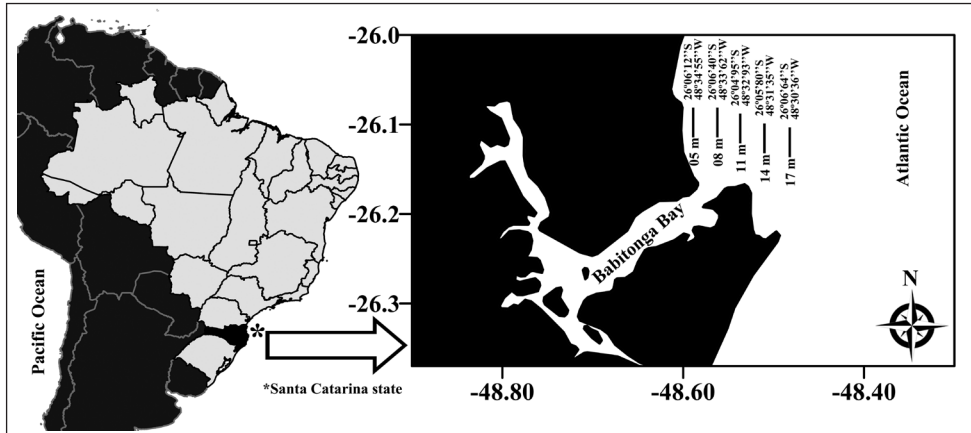 Pacific Ocean
*
*Santa Catarina state
-26.0
-26.1
-26.2
-26.3
-48.80
-48.60
-48.40
26°06'12''S
48°34'55''W
05 m
26°06'40''S
48°33'62''W
08 m
26°04'95''S
48°32'93''W
11 m
26°05'80''S
48°31'35''W
14 m
26°06'64''S
48°30'36''W
17 m
Babitonga Bay
Atlantic Ocean
N